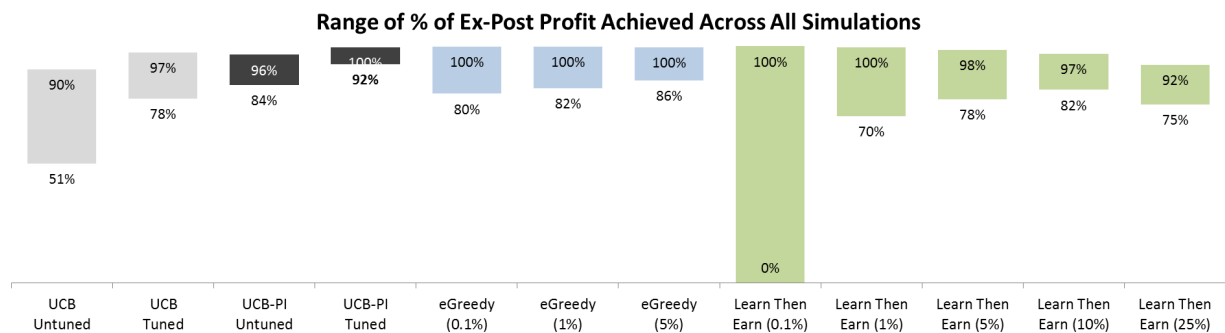 Range of % of Ex-Post Profit Achieved Across All Simulations
90% 97% 96% 100% 100% 100% 100% 100% 100% 98% 97% 92%
51% 78% 84% 92% 80% 82% 86% 0% 70% 78% 82% 75%
UCB Untuned
UCB Tuned
UCB-PI Untuned
UCB-PI Tuned
eGreedy (0.1%)
eGreedy (1%)
eGreedy (5%)
Learn Then Earn (0.1%)
Learn Then Earn (1%)
Learn Then Earn (5%)
Learn Then Earn (10%)
Learn Then Earn (25%)